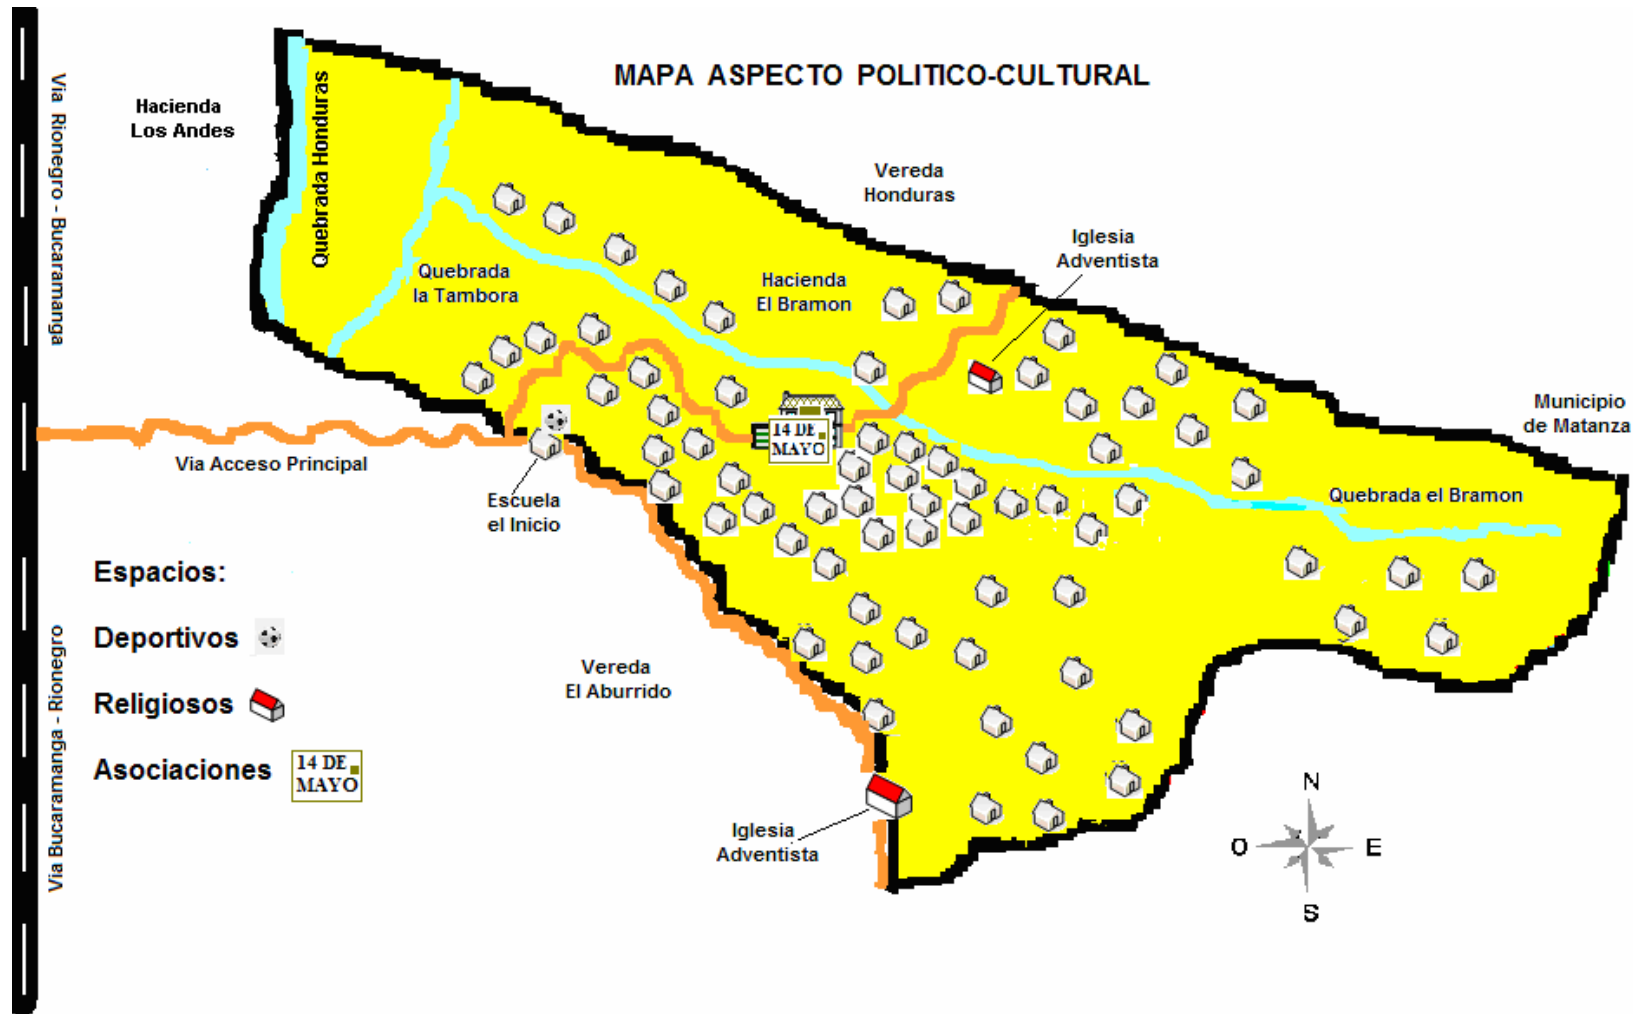 MAPA ASPECTO POLITICO-CULTURAL
Via Rionegro - Bucaramanga
Hacienda
Los Andes
Quebrada Honduras
Vereda
Honduras
Iglesia
Adventista
Quebrada
la Tambora
Hacienda
El Bramon
Municipio
de Matanza
14 DE
MAYO
Via Acceso Principal
Escuela
el Inicio
Quebrada el Bramon
Espacios:
Deportivos
Religiosos
Asociaciones
14 DE
MAYO
Via Bucaramanga - Rionegro
Vereda
El Aburrido
Iglesia
Adventista
N
O
E
S